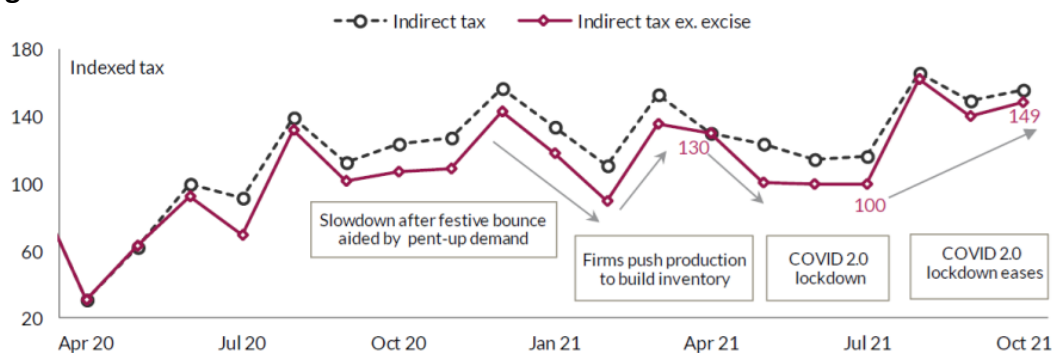 Indirect tax
Indirect tax ex. excise
180
Indexed tax
140
149
130
100
100
Slowdown after festive bounce
aided by pent-up demand
Firms push production
to build inventory
COVID 2.0
lockdown
COVID 2.0
lockdown eases
60
20
Apr 20
Jul 20
Oct 20
Jan 21
Apr 21
Jul 21
Oct 21